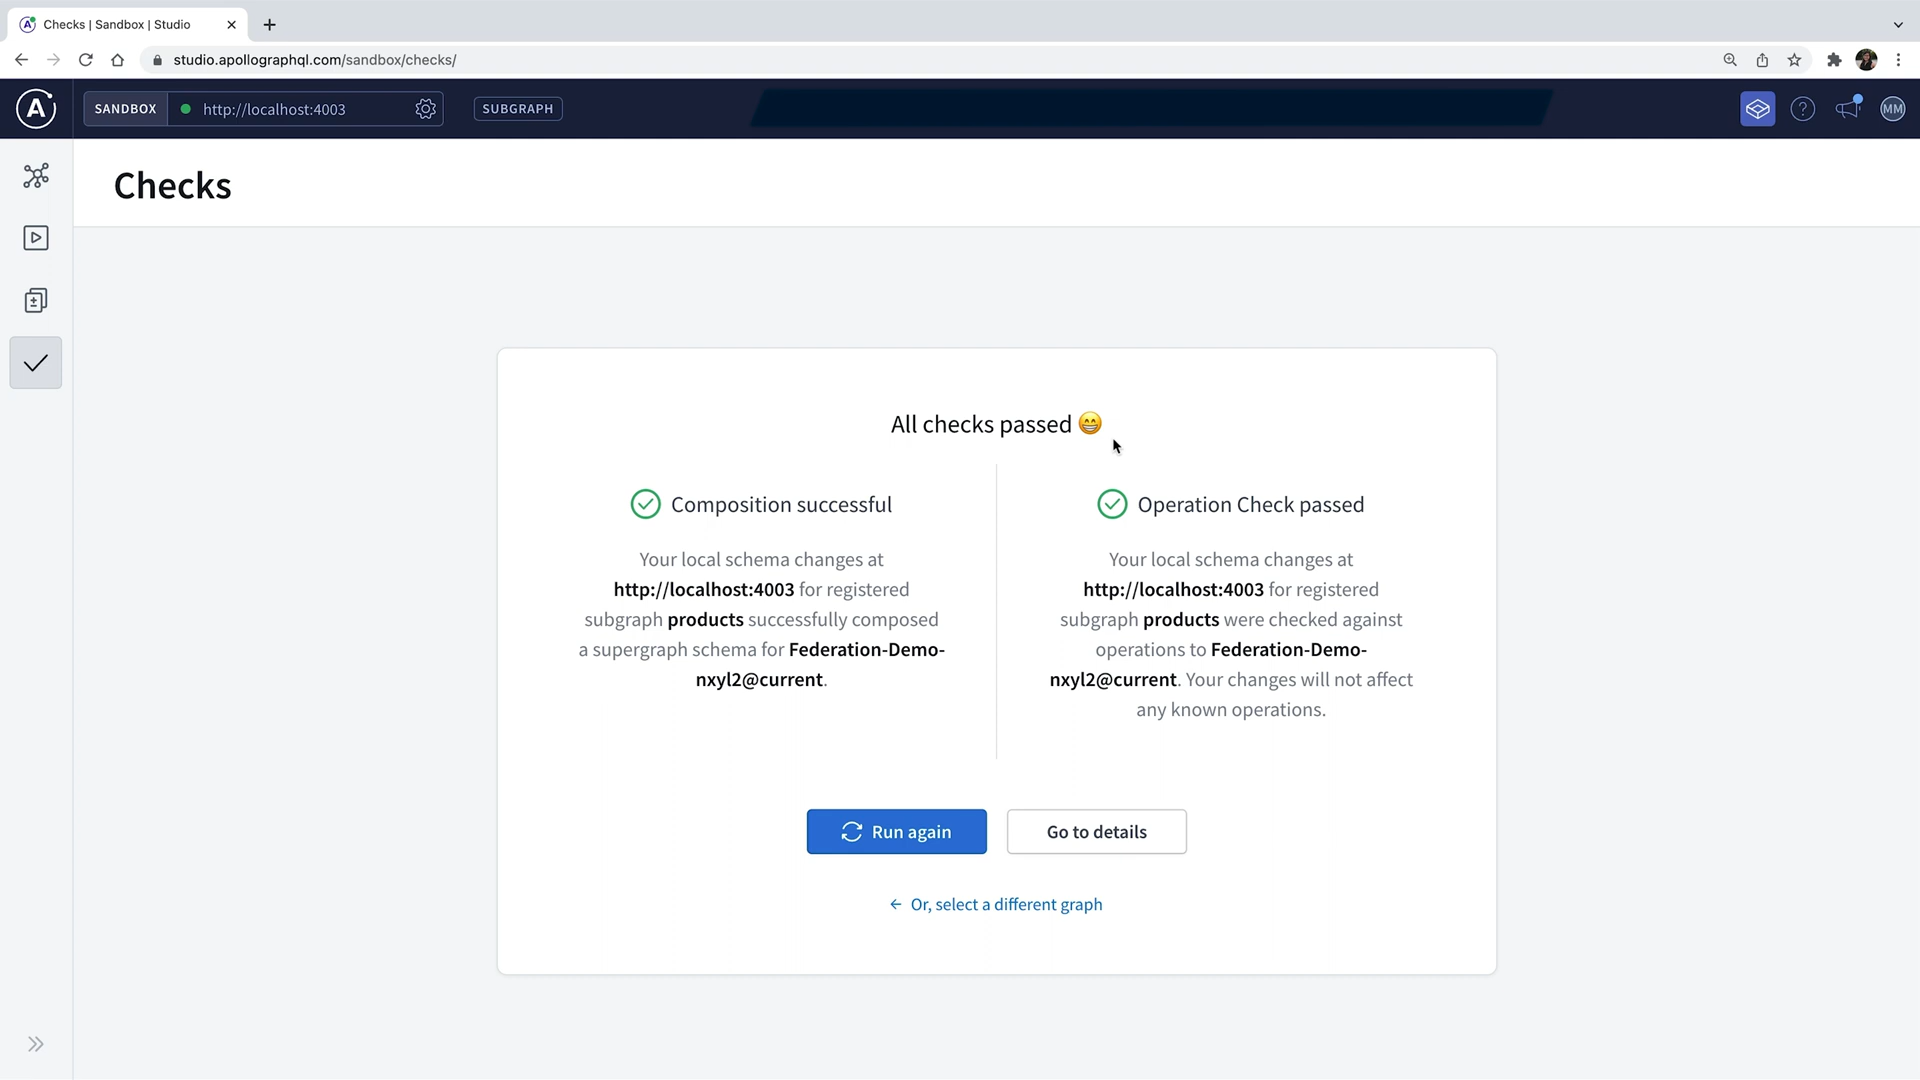 Checks | Sandbox | Studio
studio.apollographql.com/sandbox/checks/
A SANDBOX http://localhost:4003 SUBGRAPH MM
Checks
All checks passed 😁
Composition successful
Your local schema changes at
http://localhost:4003 for registered
subgraph products successfully composed
a supergraph schema for Federation-Demo-
nxyl2@current.
Operation Check passed
Your local schema changes at
http://localhost:4003 for registered
subgraph products were checked against
operations to Federation-Demo-
nxyl2@current. Your changes will not affect
any known operations.
Run again
Go to details
← Or, select a different graph